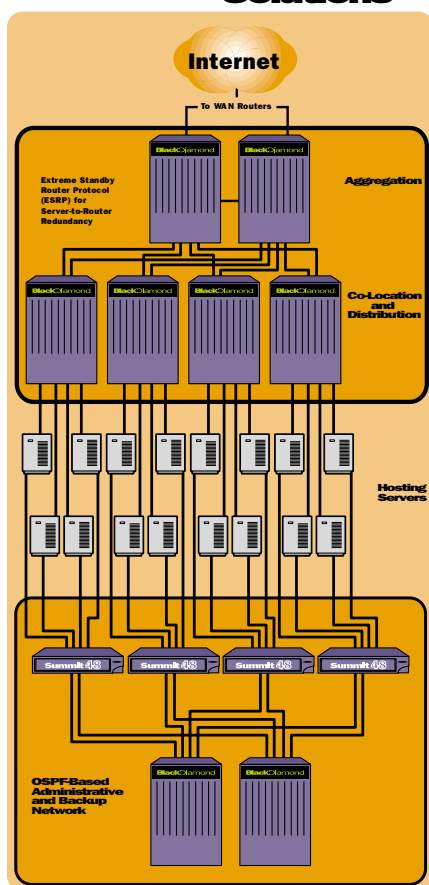 Solutions
Internet
To WAN Routers
BlackDiamond
BlackDiamond
Extreme Standby
Router Protocol
(ESRP) for
Server-to-Router
Redundancy
Aggregation
BlackDiamond
BlackDiamond
BlackDiamond
BlackDiamond
Co-Location
and
Distribution
Hosting
Servers
Summit 48
Summit 48
Summit 48
Summit 48
BlackDiamond
BlackDiamond
OSPF-Based
Administrative
and Backup
Network